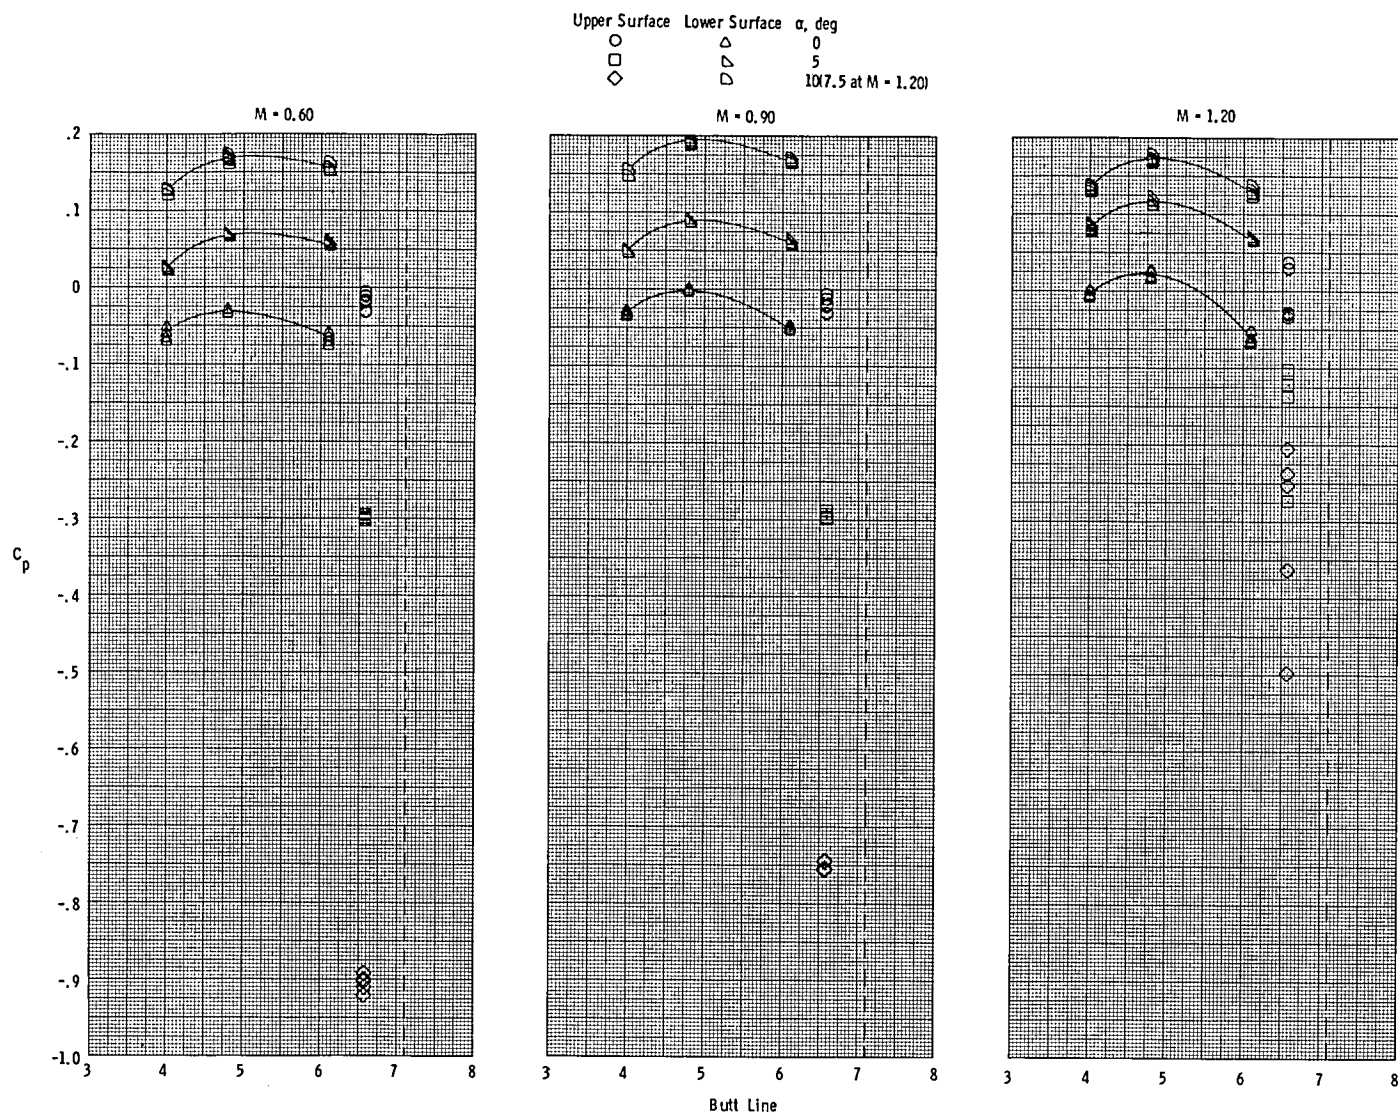 Upper Surface Lower Surface α, deg
0
5
10(7.5 at M = 1.20)
M = 0.60
M = 0.90
M = 1.20
.2
.1
0
-.1
-.2
-.3
-.4
-.5
-.6
-.7
-.8
-.9
-1.0
Cp
3 4 5 6 7 8
3 4 5 6 7 8
3 4 5 6 7 8
Butt Line